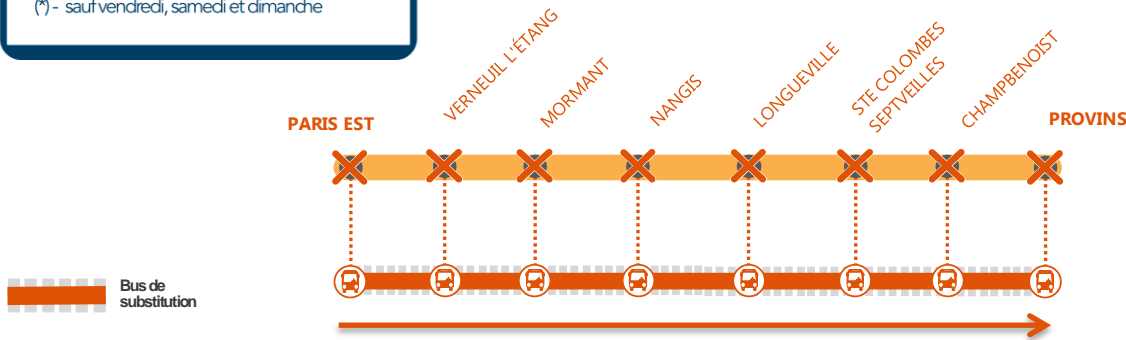 (*) - sauf vendredi, samedi et dimanche
PARIS EST
VERNEUIL L'ÉTANG
MORMANT
NANGIS
LONGUEVILLE
STE COLOMBES
SEPTVEILLES
CHAMPBENOIST
PROVINS
Bus de
substitution